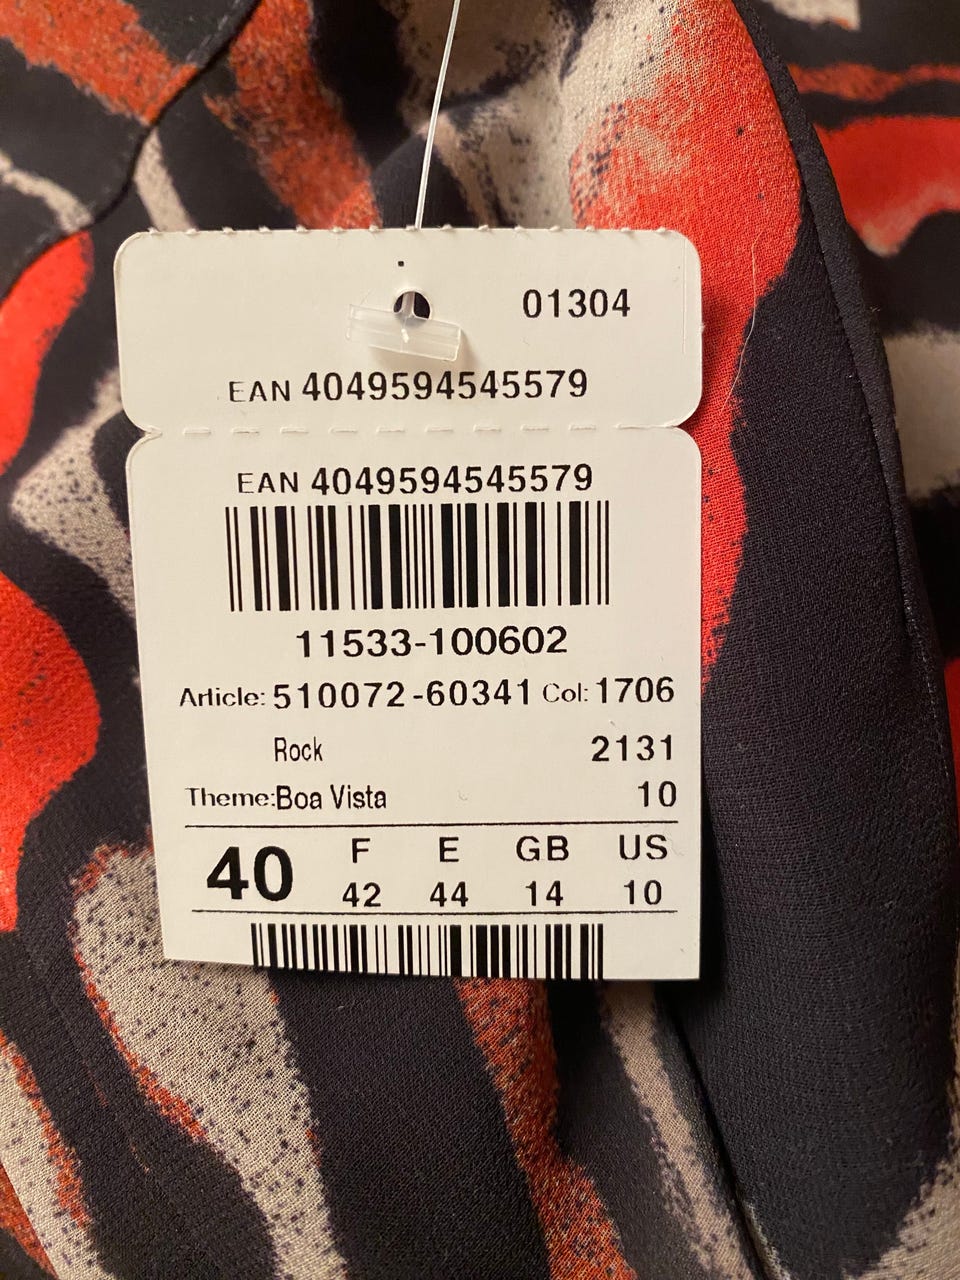 01304
EAN 4049594545579
EAN 4049594545579
11533-100602
Article: 510072-60341 Col: 1706
Rock 2131
Theme: Boa Vista 10
40 F E GB US
42 44 14 10